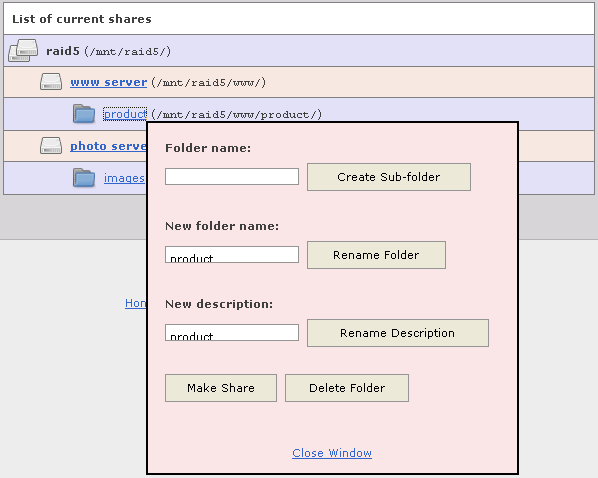 List of current shares
raid5 (/mnt/raid5/)
www server (/mnt/raid5/www/)
product (/mnt/raid5/www/product/)
photo serve
images
Hon
Folder name:
Create Sub-folder
New folder name:
product Rename Folder
New description:
product Rename Description
Make Share Delete Folder
Close Window